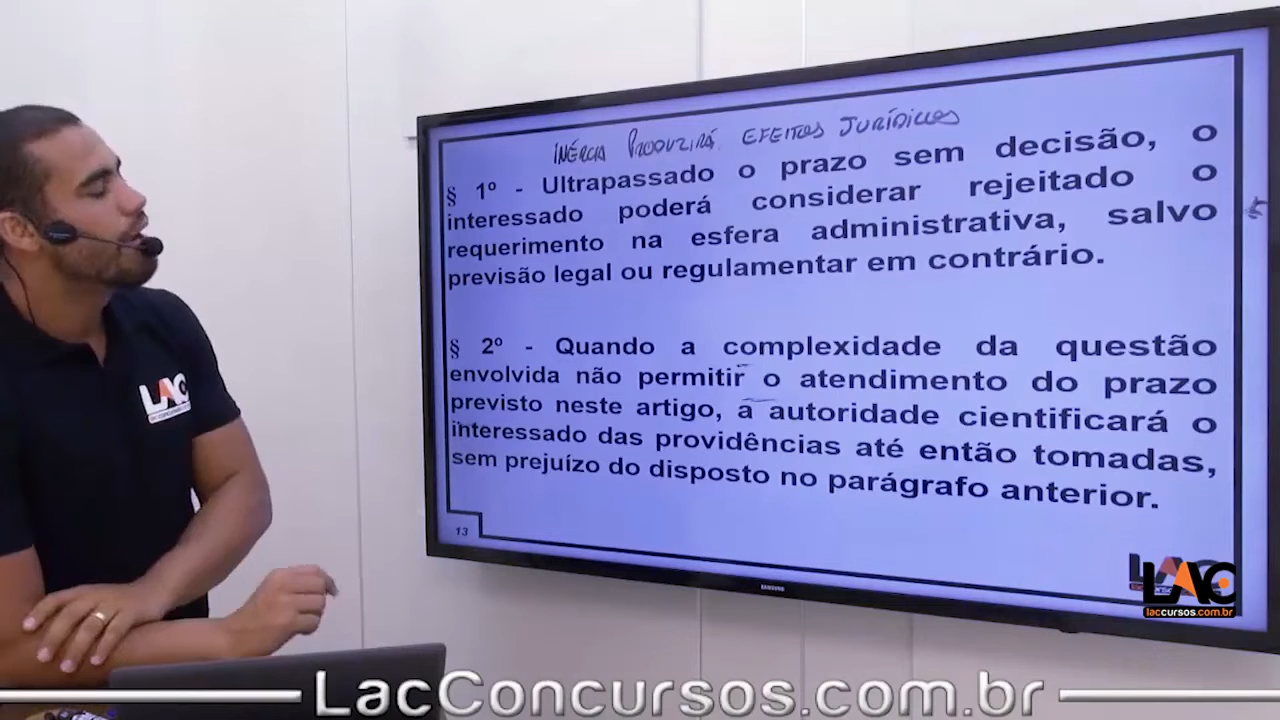 INÉRCIA PRODUZIRÁ EFEITOS JURÍDICOS
§ 1º - Ultrapassado o prazo sem decisão, o
interessado poderá considerar rejeitado o
requerimento na esfera administrativa, salvo
previsão legal ou regulamentar em contrário.
§ 2º - Quando a complexidade da questão
envolvida não permitir o atendimento do prazo
previsto neste artigo, a autoridade cientificará o
interessado das providências até então tomadas,
sem prejuízo do disposto no parágrafo anterior.
13
SAMSUNG
LAC
LAC
laccursos.com.br
LacConcursos.com.br